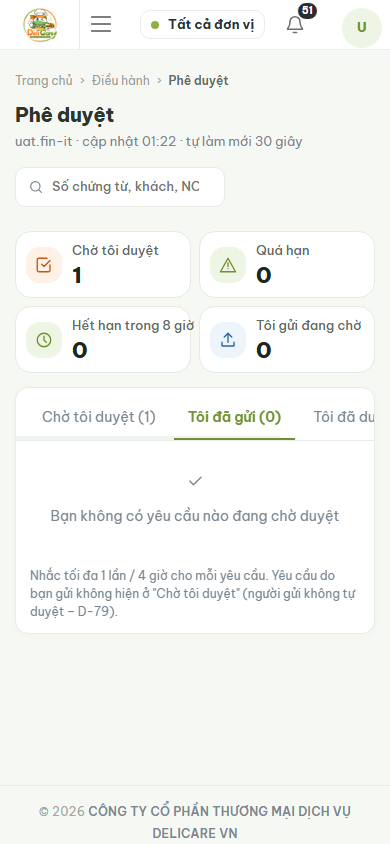 Tất cả đơn vị
51
U
Trang chủ > Điều hành > Phê duyệt
Phê duyệt
uat.fin-it · cập nhật 01:22 · tự làm mới 30 giây
Số chứng từ, khách, NC
Chờ tôi duyệt
1
Quá hạn
0
Hết hạn trong 8 giờ
0
Tôi gửi đang chờ
0
Chờ tôi duyệt (1)
Tôi đã gửi (0)
Tôi đã du
Bạn không có yêu cầu nào đang chờ duyệt
Nhắc tối đa 1 lần / 4 giờ cho mỗi yêu cầu. Yêu cầu do
bạn gửi không hiện ở "Chờ tôi duyệt" (người gửi không tự
duyệt – D-79).
© 2026 CÔNG TY CỔ PHẦN THƯƠNG MẠI DỊCH VỤ
DELICARE VN